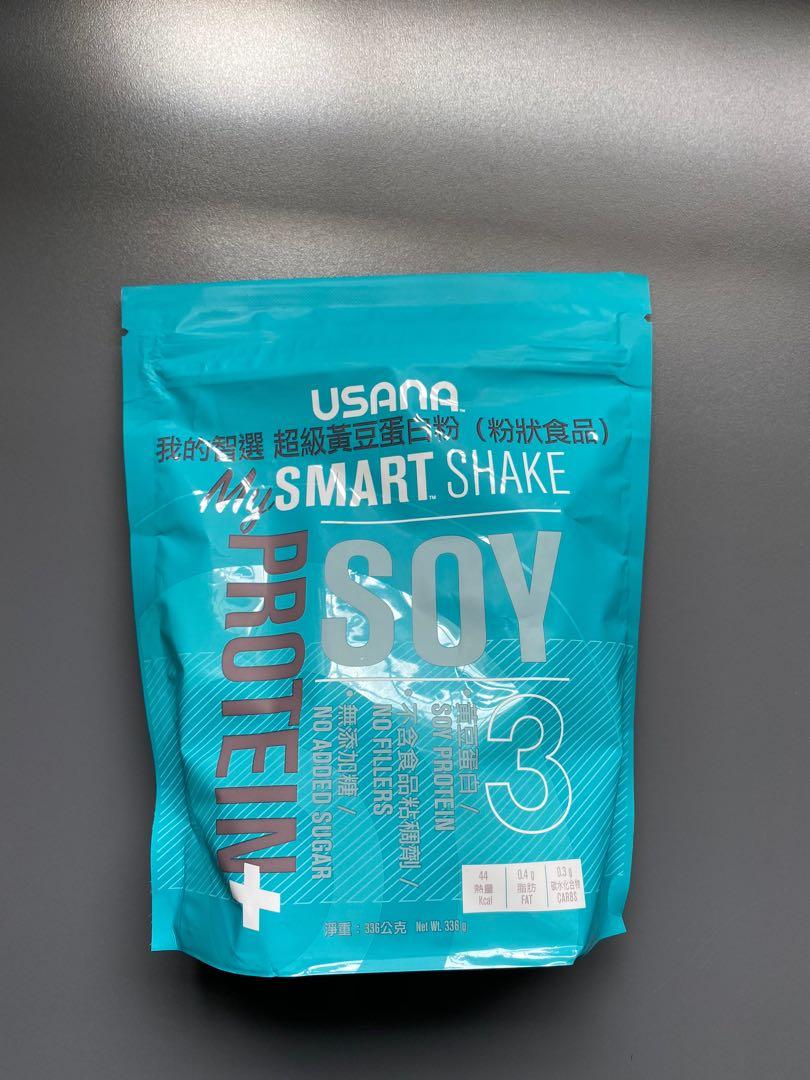 USANA™
我的智選 超級黃豆蛋白粉（粉狀食品）
My SMART™ SHAKE
SOY
PROTEIN+
3
• 黃豆蛋白 /
SOY PROTEIN
• 不含食品粘稠劑 /
NO FILLERS
• 無添加糖 /
NO ADDED SUGAR
44
熱量
Kcal
0.4 g
脂肪
FAT
0.3 g
碳水化合物
CARBS
淨重：336公克 Net Wt. 336 g